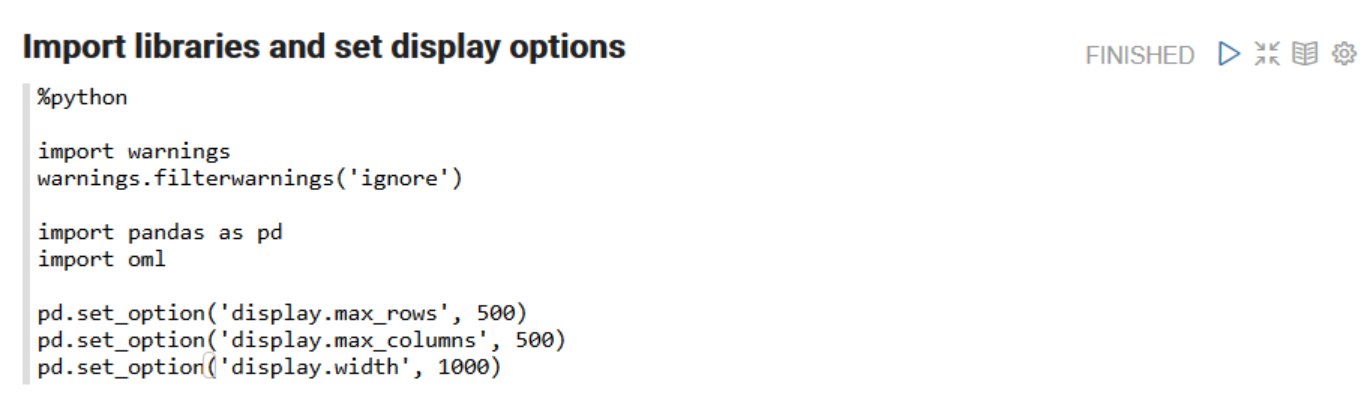 Import libraries and set display options
FINISHED
%python
import warnings
warnings.filterwarnings('ignore')
import pandas as pd
import oml
pd.set_option('display.max_rows', 500)
pd.set_option('display.max_columns', 500)
pd.set_option('display.width', 1000)